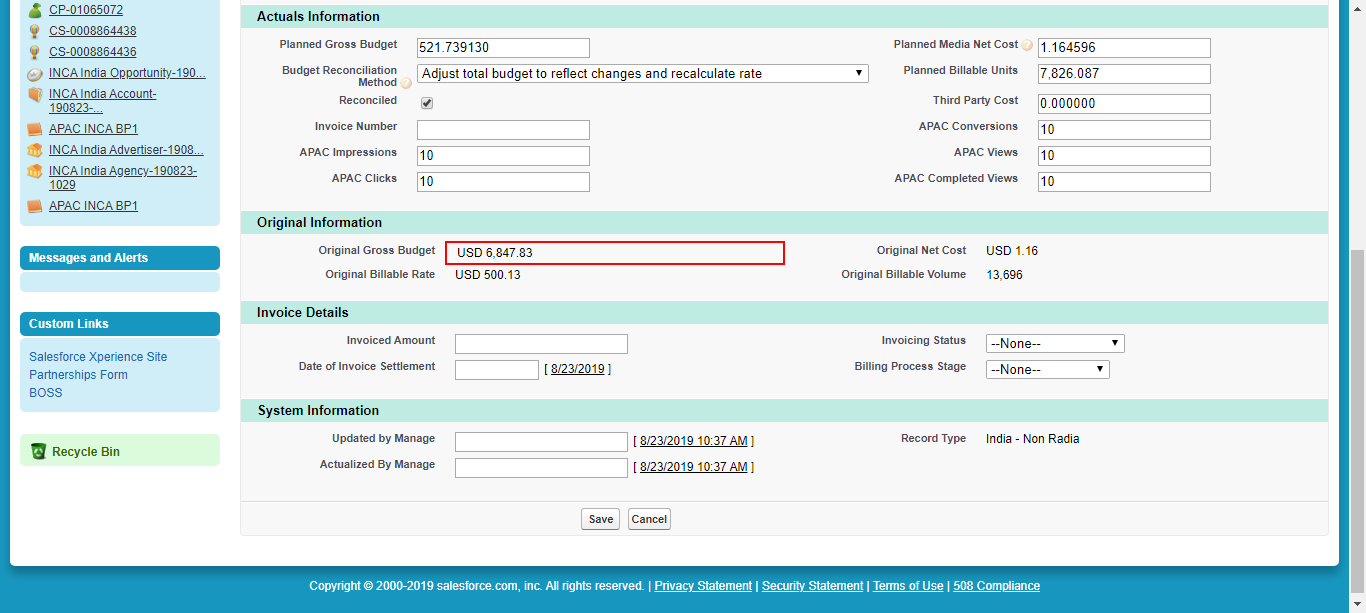 CP-01065072
CS-0008864438
CS-0008864436
INCA India Opportunity-190...
INCA India Account-
190823-...
APAC INCA BP1
INCA India Advertiser-1908...
INCA India Agency-190823-
1029
APAC INCA BP1
Messages and Alerts
Custom Links
Salesforce Xperience Site
Partnerships Form
BOSS
Recycle Bin
Actuals Information
Planned Gross Budget 521.739130 Planned Media Net Cost 1.164596
Budget Reconciliation
Method Adjust total budget to reflect changes and recalculate rate Planned Billable Units 7,826.087
Reconciled Third Party Cost 0.000000
Invoice Number APAC Conversions 10
APAC Impressions 10 APAC Views 10
APAC Clicks 10 APAC Completed Views 10
Original Information
Original Gross Budget USD 6,847.83 Original Net Cost USD 1.16
Original Billable Rate USD 500.13 Original Billable Volume 13,696
Invoice Details
Invoiced Amount Invoicing Status --None--
Date of Invoice Settlement [ 8/23/2019 ] Billing Process Stage --None--
System Information
Updated by Manage [ 8/23/2019 10:37 AM ] Record Type India - Non Radia
Actualized By Manage [ 8/23/2019 10:37 AM ]
Save Cancel
Copyright © 2000-2019 salesforce.com, inc. All rights reserved. | Privacy Statement | Security Statement | Terms of Use | 508 Compliance